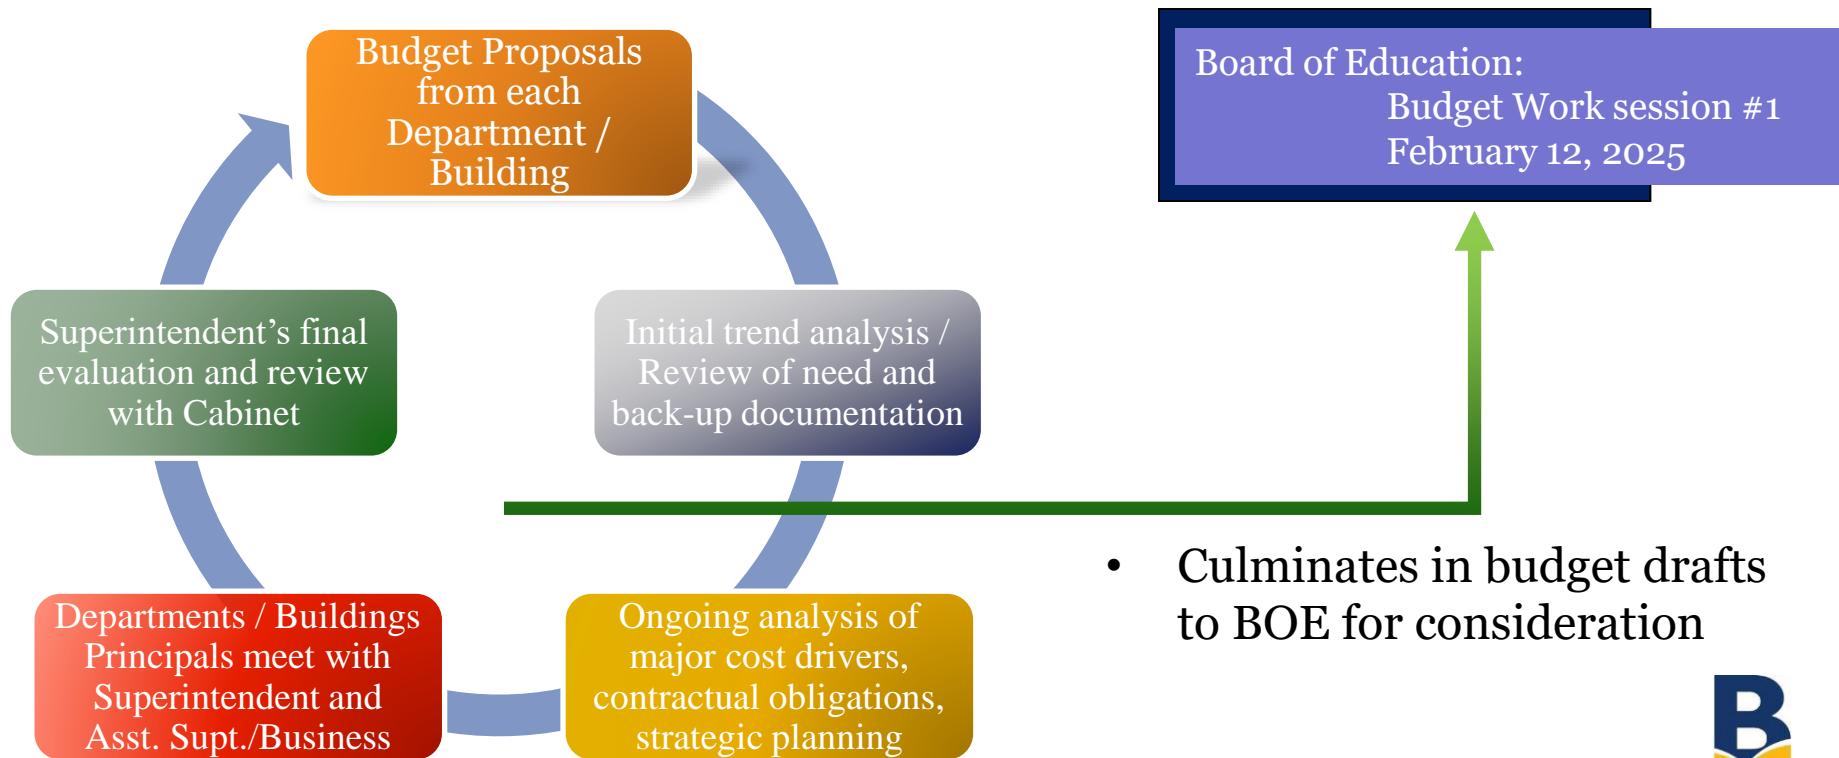 Budget Proposals
from each
Department /
Building
Board of Education:
Budget Work session #1
February 12, 2025
Initial trend analysis /
Review of need and
back-up documentation
Ongoing analysis of
major cost drivers,
contractual obligations,
strategic planning
Departments / Buildings
Principals meet with
Superintendent and
Asst. Supt./Business
Superintendent’s final
evaluation and review
with Cabinet
• Culminates in budget drafts
to BOE for consideration
B